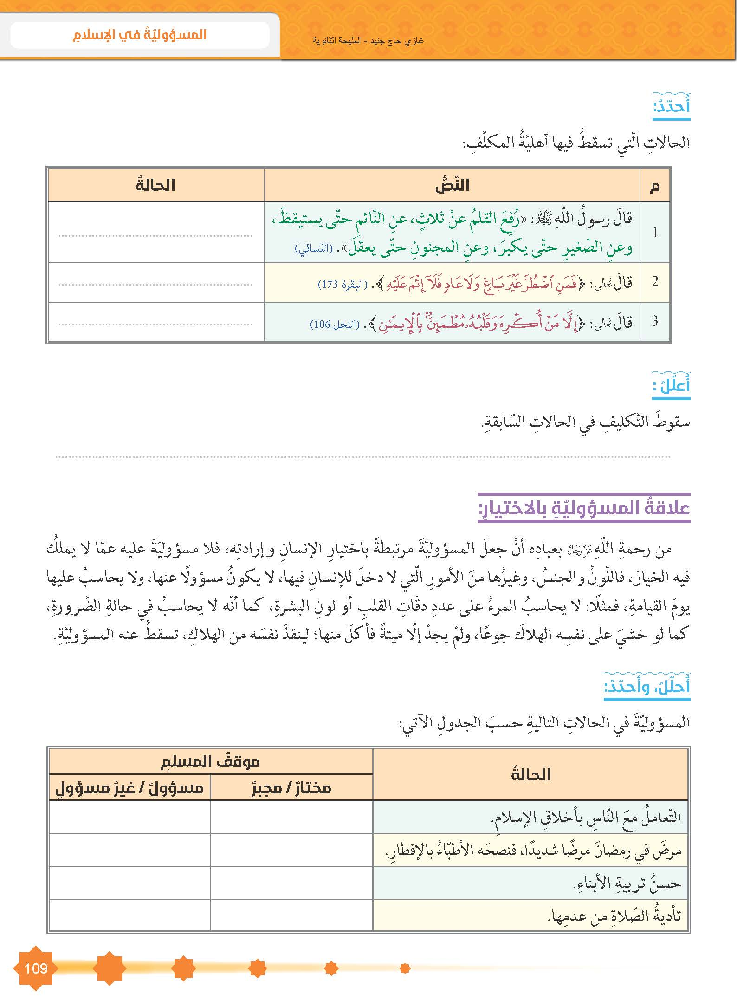 المسؤوليّةُ في الإسلامِ
غازي حاج جنيد - المليحة الثانوية
أُحدّدُ:
الحالاتِ الّتي تسقطُ فيها أهليّةُ المكلّفِ:
م النّصُّ الحالةُ
1 قالَ رسولُ اللّهِ ﷺ: «رُفِعَ القلمُ عنْ ثلاثٍ، عنِ النّائمِ حتّى يستيقظَ،
وعنِ الصّغيرِ حتّى يكبرَ، وعنِ المجنونِ حتّى يعقلَ». (النّسائي)
2 قالَ تَعَالَى: ﴿فَمَنِ ٱضْطُرَّ غَيْرَ بَاغٍ وَلَا عَادٍ فَلَآ إِثْمَ عَلَيْهِ﴾. (البقرة 173)
3 قالَ تَعَالَى: ﴿إِلَّا مَنْ أُكْرِهَ وَقَلْبُهُۥ مُطْمَئِنٌّۢ بِٱلْإِيمَـٰنِ﴾. (النحل 106)
أُعلّلُ :
سقوطَ التّكليفِ في الحالاتِ السّابقةِ.
علاقةُ المسؤوليّةِ بالاختيارِ:
من رحمةِ اللّهِ عَزَّوَجَلَّ بعبادِه أنْ جعلَ المسؤوليّةَ مرتبطةً باختيارِ الإنسانِ وإرادتِه، فلا مسؤوليّةَ عليه عمّا لا يملكُ
فيه الخيارَ، فاللّونُ والجنسُ، وغيرُها منَ الأمورِ الّتي لا دخلَ للإنسانِ فيها، لا يكونُ مسؤولًا عنها، ولا يحاسبُ عليها
يومَ القيامةِ، فمثلًا: لا يحاسبُ المرءُ على عددِ دقّاتِ القلبِ أو لونِ البشرةِ، كما أنّه لا يحاسبُ في حالةِ الضّرورةِ،
كما لو خشيَ على نفسِه الهلاكَ جوعًا، ولمْ يجدْ إلّا ميتةً فأكلَ منها؛ لينقذَ نفسَه من الهلاكِ، تسقطُ عنه المسؤوليّةِ.
أُحلّلُ، وأُحدّدُ:
المسؤوليّةَ في الحالاتِ التاليةِ حسبَ الجدولِ الآتي:
الحالةُ موقفُ المسلمِ
مختارٌ / مجبرٌ مسؤولٌ / غيرُ مسؤولٍ
التّعاملُ معَ النّاسِ بأخلاقِ الإسلامِ.
مرضَ في رمضانَ مرضًا شديدًا، فنصحَه الأطبّاءُ بالإفطارِ.
حسنُ تربيةِ الأبناءِ.
تأديةُ الصّلاةِ من عدمِها.
109